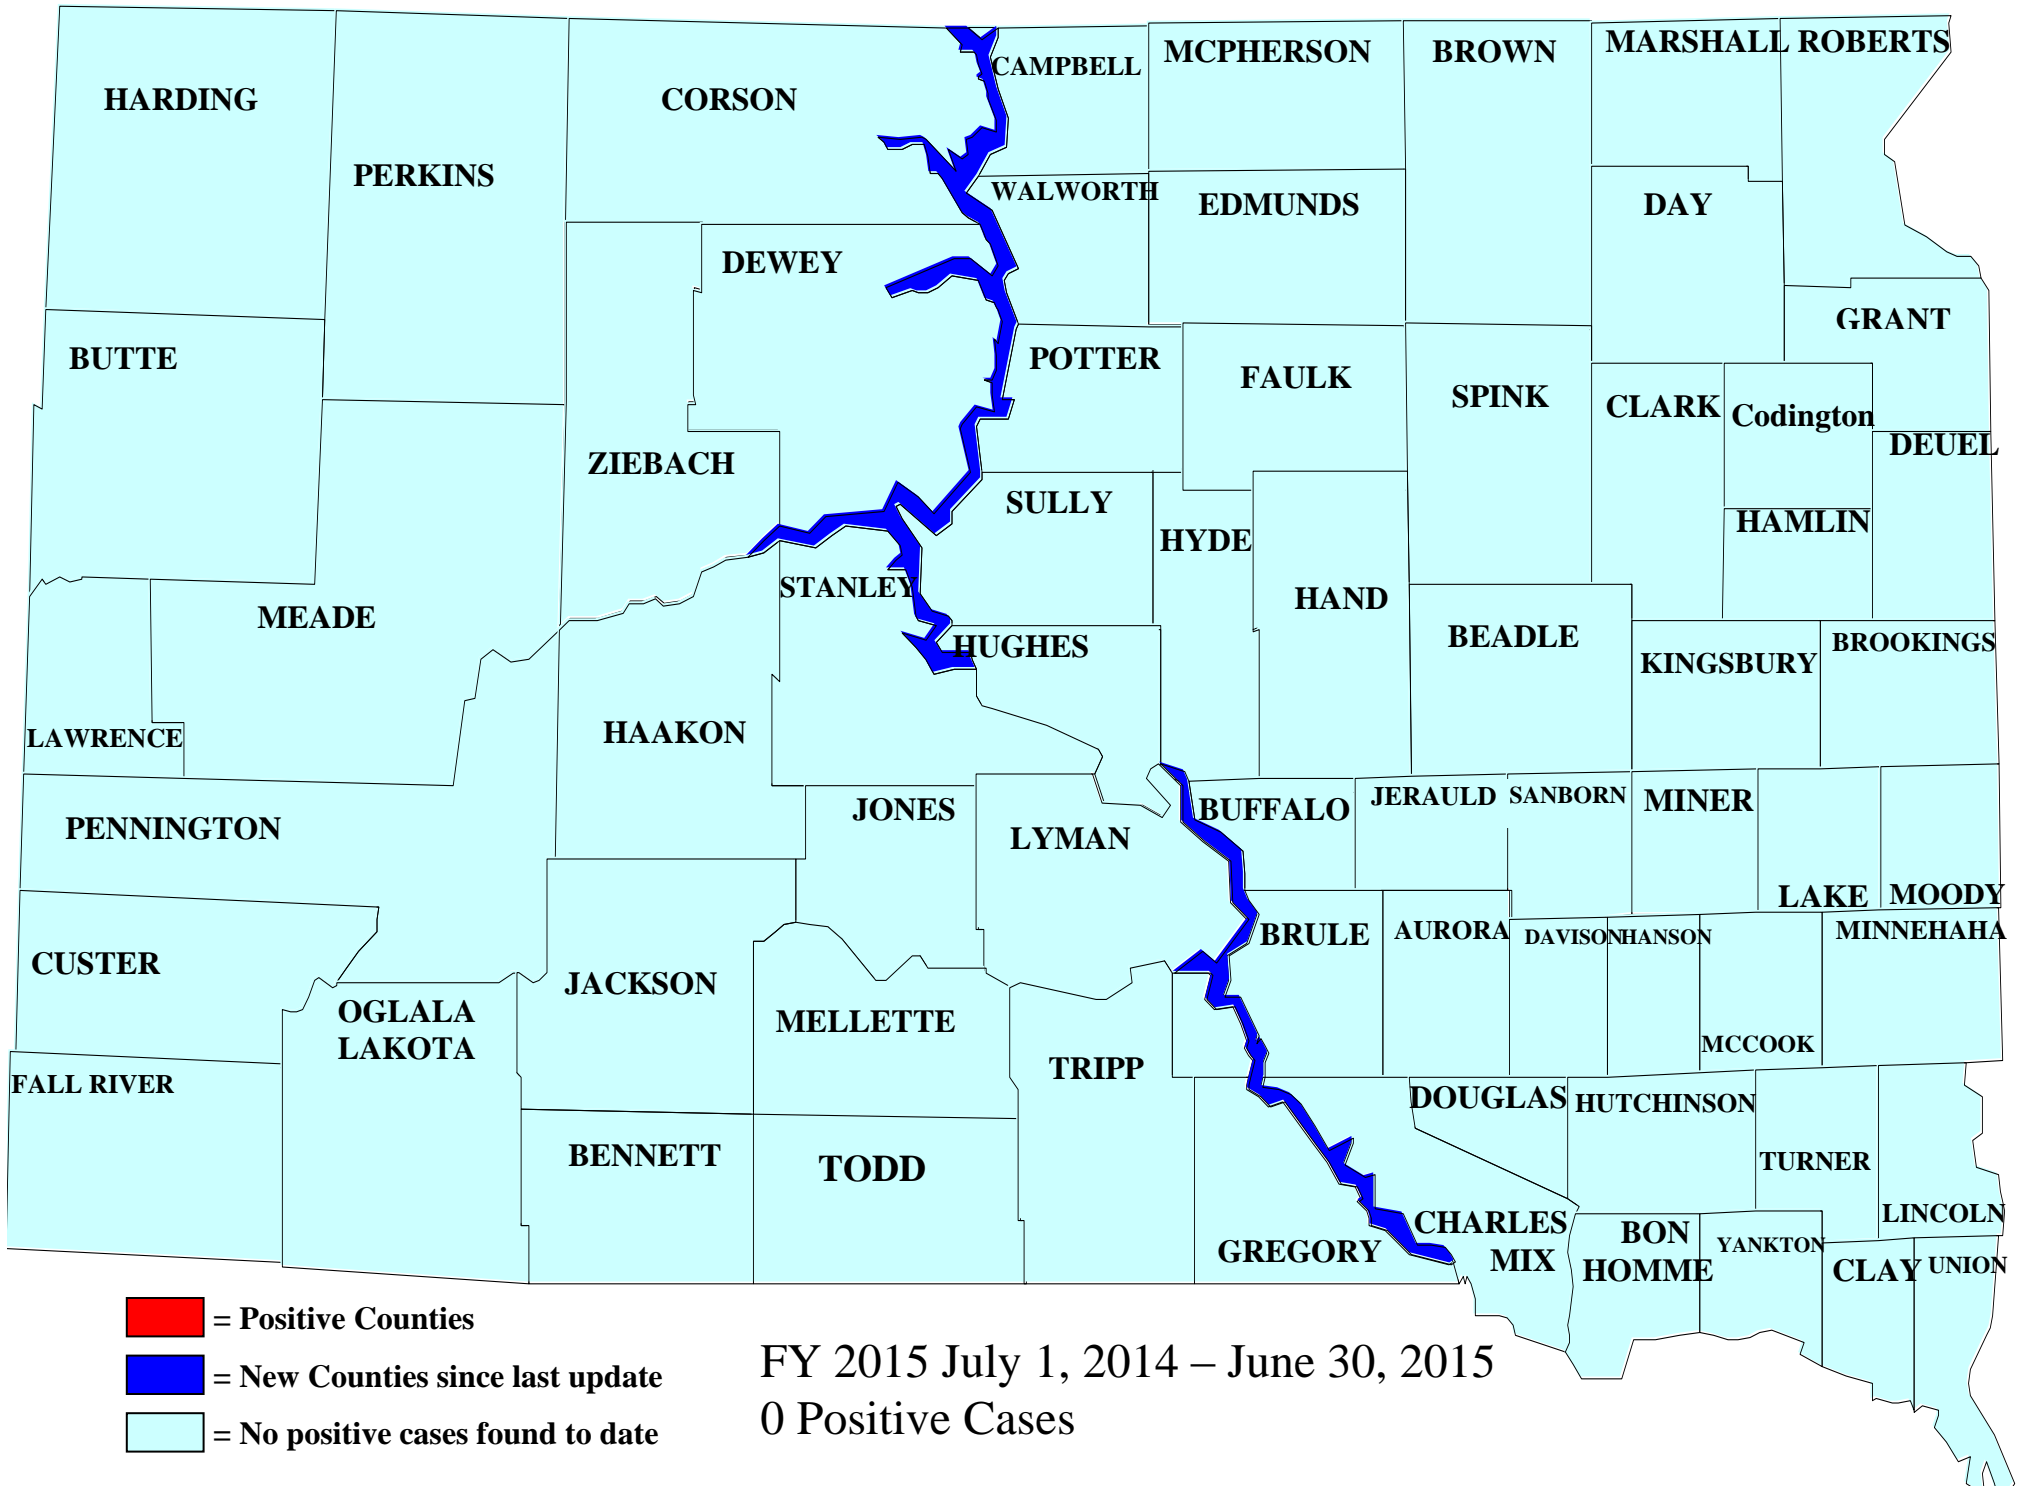 HARDING
PERKINS
CORSON
CAMPBELL
MCPHERSON
BROWN
MARSHALL
ROBERTS
WALWORTH
EDMUNDS
DAY
DEWEY
GRANT
BUTTE
POTTER
FAULK
SPINK
CLARK
Codington
DEUEL
ZIEBACH
SULLY
HYDE
HAMLIN
STANLEY
HAND
MEADE
HUGHES
BEADLE
KINGSBURY
BROOKINGS
LAWRENCE
HAAKON
PENNINGTON
JONES
LYMAN
BUFFALO
JERAULD
SANBORN
MINER
LAKE
MOODY
CUSTER
JACKSON
BRULE
AURORA
DAVISON
HANSON
MINNEHAHA
OGLALA
LAKOTA
MELLETTE
MCCOOK
FALL RIVER
TRIPP
DOUGLAS
HUTCHINSON
BENNETT
TODD
TURNER
GREGORY
CHARLES
MIX
BON
HOMME
YANKTON
LINCOLN
CLAY
UNION
= Positive Counties
= New Counties since last update
= No positive cases found to date
FY 2015 July 1, 2014 – June 30, 2015
0 Positive Cases